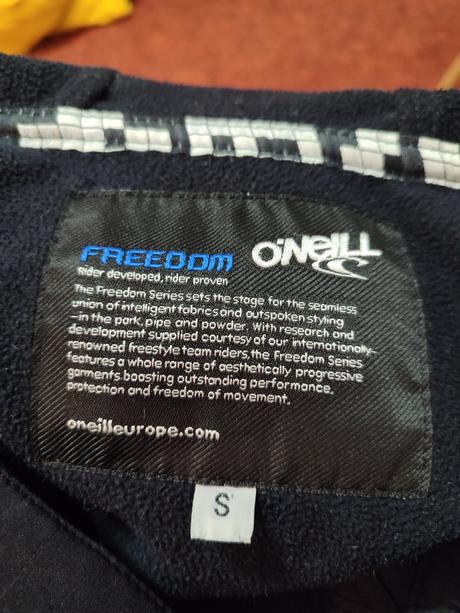 FREEDOM
O'NEILL
Rider developed, rider proven
The Freedom Series sets the stage for the seamless
union of intelligent fabrics and outspoken styling
-in the park, pipe and powder. With research and
development supplied courtesy of our internationally-
renowned freestyle team riders, the Freedom Series
features a whole range of aesthetically progressive
garments, boosting outstanding performance,
protection and freedom of movement.
oneilleurope.com
S